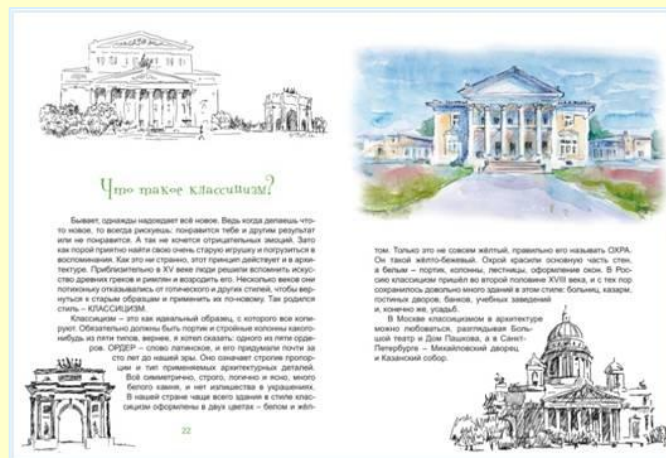 Что такое классицизм?
Бывает, однажды надоедает всё новое. Ведь когда делаешь что-
то новое, то всегда рискуешь: понравится тебе и другим результат
или не понравится. А так не хочется отрицательных эмоций. Зато
как порой приятно найти свою очень старую игрушку и погрузиться в
воспоминания. Как это ни странно, этот принцип действует и в архи-
тектуре. Приблизительно в XV веке люди решили вспомнить искус-
ство древних греков и римлян и возродить его. Несколько веков они
потихоньку отказывались от готического и других стилей, чтобы вер-
нуться к старым образцам и применить их по-новому. Так родился
стиль – КЛАССИЦИЗМ.
Классицизм – это как идеальный образец, с которого все копи-
руют. Обязательно должны быть портик и стройные колонны какого-
нибудь из пяти типов, вернее, я хотел сказать: одного из пяти орде-
ров. ОРДЕР – слово латинское, и его придумали почти за
сто лет до нашей эры. Оно означает строгие пропор-
ции и тип применяемых архитектурных деталей.
Всё симметрично, строго, логично и ясно, много
белого камня, и нет излишества в украшениях.
В нашей стране чаще всего здания в стиле клас-
сицизм оформлены в двух цветах – белом и жёл-
22
том. Только это не совсем жёлтый, правильно его называть ОХРА.
Он такой жёлто-бежевый. Охрой красили основную часть стен,
а белым – портик, колонны, лестницы, оформление окон. В Рос-
сию классицизм пришёл во второй половине XVIII века, и с тех пор
сохранилось довольно много зданий в этом стиле: больниц, казарм,
гостиных дворов, банков, учебных заведений
и, конечно же, усадьб.
В Москве классицизмом в архитектуре
можно любоваться, разглядывая Боль-
шой театр и Дом Пашкова, а в Санкт-
Петербурге – Михайловский дворец
и Казанский собор.